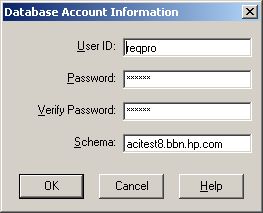 Database Account Information
User ID: reqpro
Password: ******
Verify Password: ******
Schema: acitest8.bbn.hp.com
OK Cancel Help